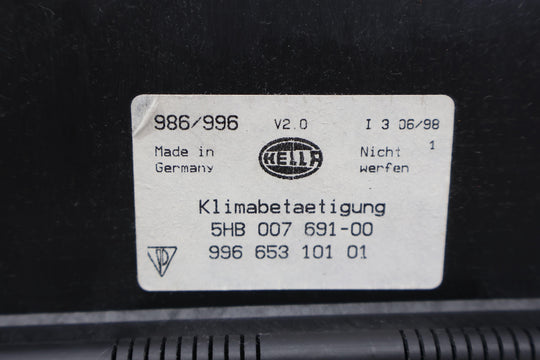 986/996 V2.0 I 3 06/98
Made in Germany
HELLA
Nicht werfen
1
Klimabetaetigung
5HB 007 691-00
996 653 101 01